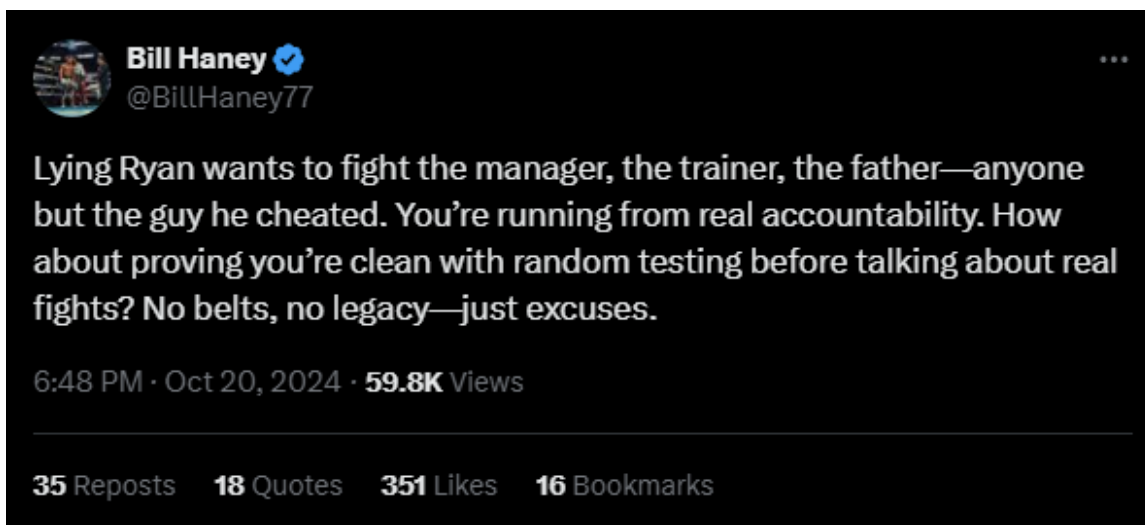 Bill Haney
@BillHaney77
Lying Ryan wants to fight the manager, the trainer, the father—anyone
but the guy he cheated. You’re running from real accountability. How
about proving you’re clean with random testing before talking about real
fights? No belts, no legacy—just excuses.
6:48 PM · Oct 20, 2024 · 59.8K Views
35 Reposts 18 Quotes 351 Likes 16 Bookmarks